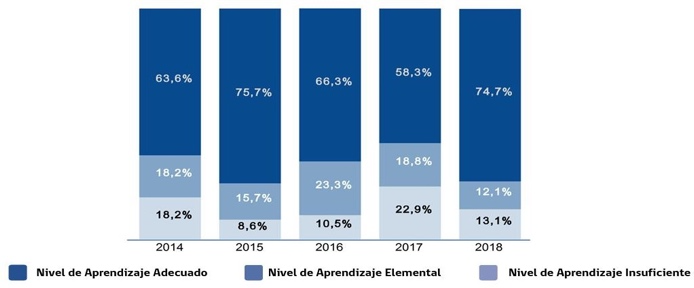 63,6% 75,7% 66,3% 58,3% 74,7%
18,2% 15,7% 23,3% 18,8% 12,1%
18,2% 8,6% 10,5% 22,9% 13,1%
2014 2015 2016 2017 2018
Nivel de Aprendizaje Adecuado Nivel de Aprendizaje Elemental Nivel de Aprendizaje Insuficiente